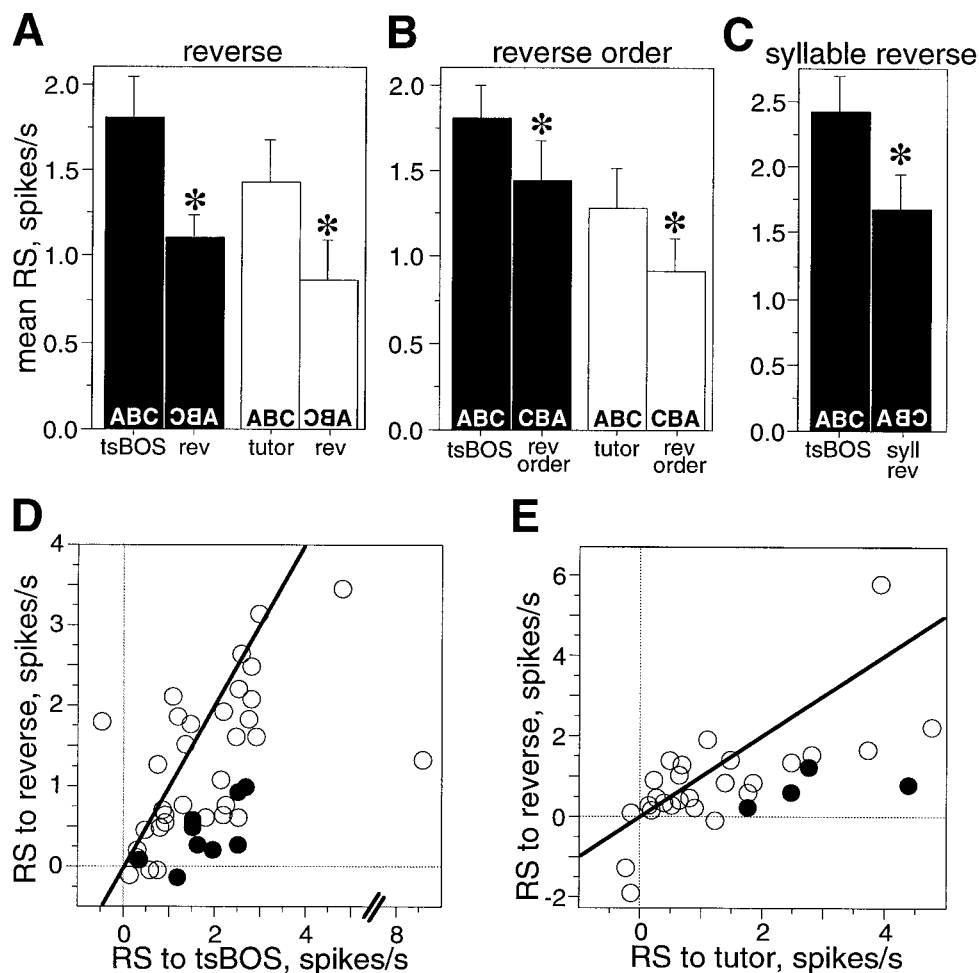 A
reverse
mean RS, spikes/s
2.0
1.5
1.0
0.5
0.0
*
*
ABC
ABC
ABC
ABC
tsBOS
rev
tutor
rev
B
reverse order
2.0
1.5
1.0
0.5
0.0
*
*
ABC
CBA
ABC
CBA
tsBOS
rev
order
tutor
rev
order
C
syllable reverse
2.5
2.0
1.5
1.0
0.5
0.0
*
ABC
ABC
tsBOS
syll
rev
D
RS to reverse, spikes/s
4
3
2
1
0
0
2
4
8
RS to tsBOS, spikes/s
E
RS to reverse, spikes/s
6
4
2
0
-2
0
2
4
RS to tutor, spikes/s